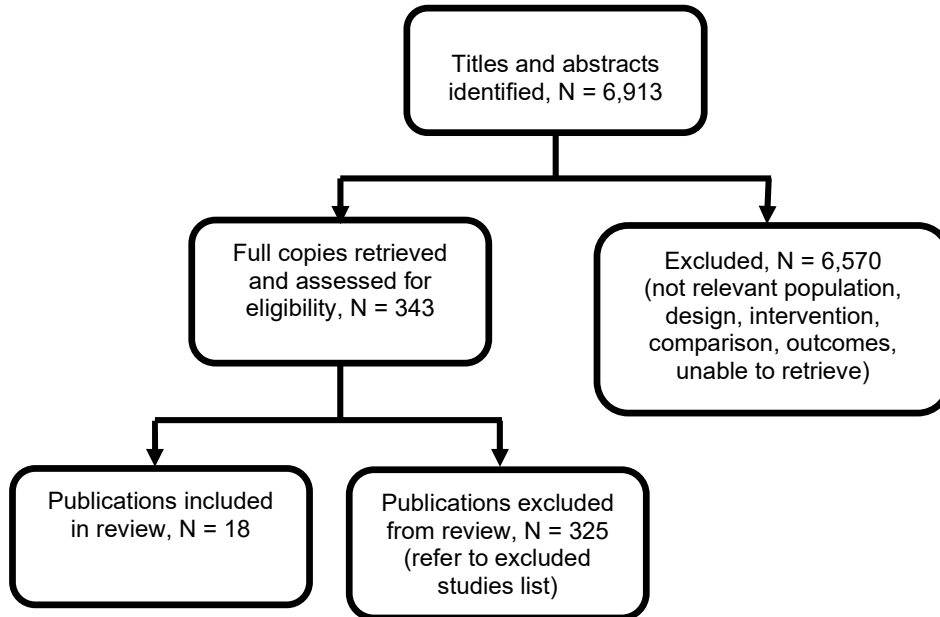 Titles and abstracts
identified, N = 6,913
Full copies retrieved
and assessed for
eligibility, N = 343
Excluded, N = 6,570
(not relevant population,
design, intervention,
comparison, outcomes,
unable to retrieve)
Publications included
in review, N = 18
Publications excluded
from review, N = 325
(refer to excluded
studies list)